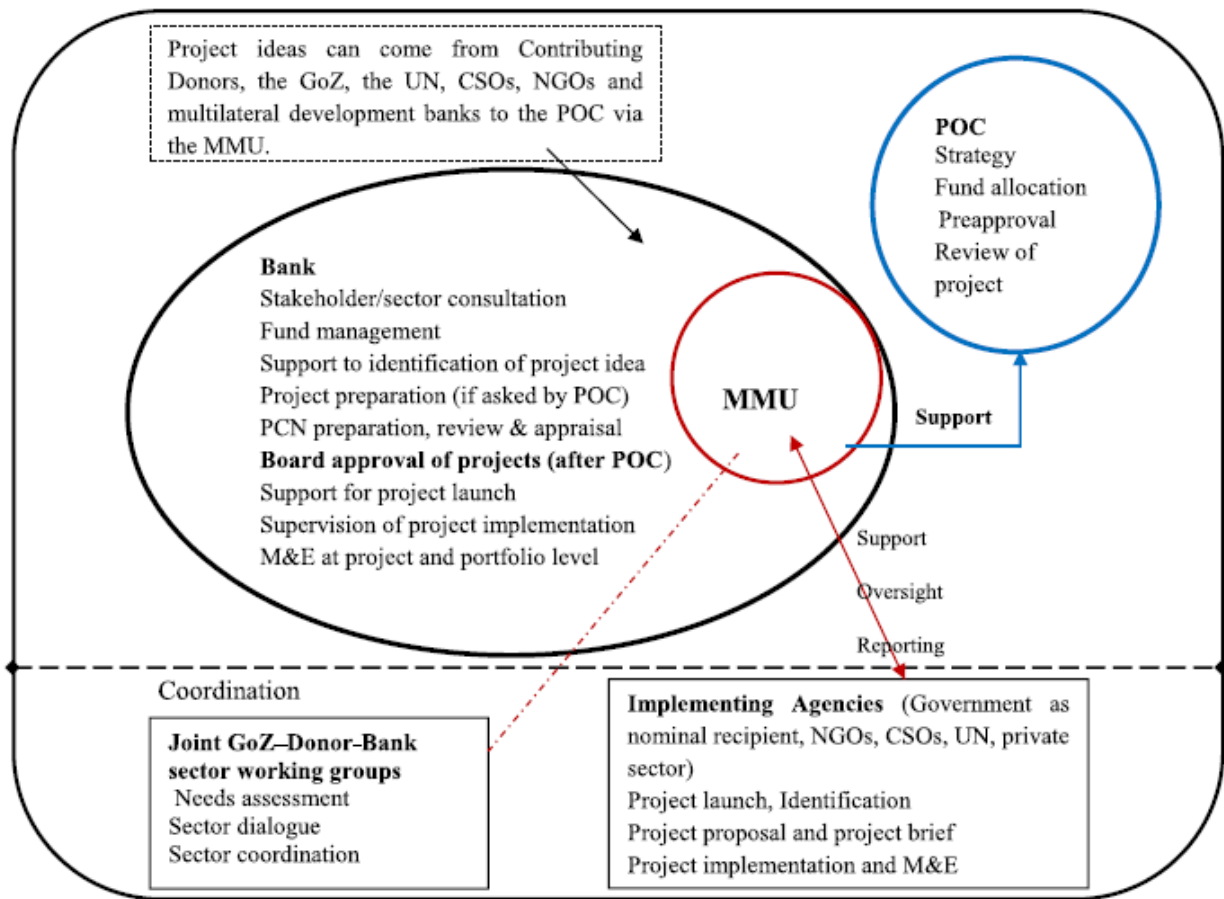 Project ideas can come from Contributing
Donors, the GoZ, the UN, CSOs, NGOs and
multilateral development banks to the POC via
the MMU.
POC
Strategy
Fund allocation
Preapproval
Review of
project
Bank
Stakeholder/sector consultation
Fund management
Support to identification of project idea
Project preparation (if asked by POC)
PCN preparation, review & appraisal
Board approval of projects (after POC)
Support for project launch
Supervision of project implementation
M&E at project and portfolio level
MMU
Support
Support
Oversight
Reporting
Coordination
Joint GoZ–Donor-Bank
sector working groups
Needs assessment
Sector dialogue
Sector coordination
Implementing Agencies (Government as
nominal recipient, NGOs, CSOs, UN, private
sector)
Project launch, Identification
Project proposal and project brief
Project implementation and M&E